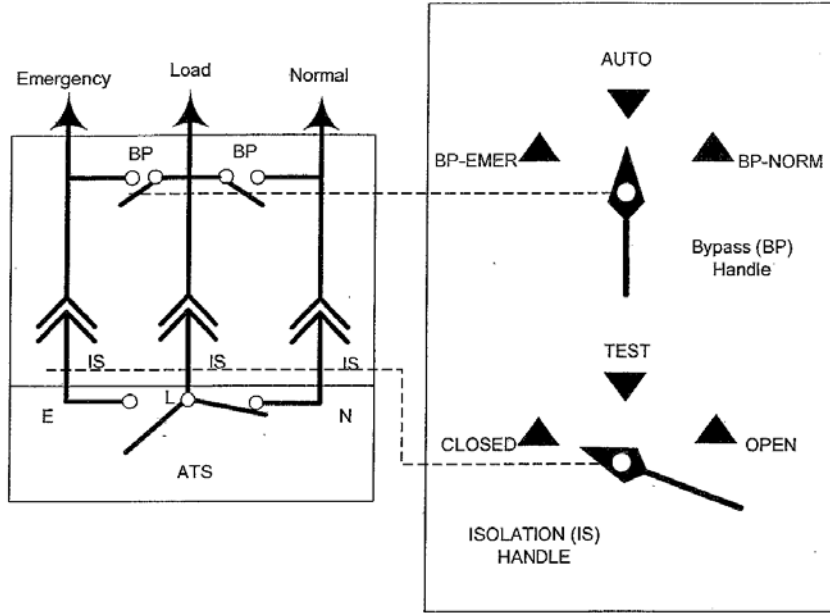 Emergency
Load
Normal
BP
BP
IS
IS
IS
E
L
N
ATS
AUTO
BP-EMER
BP-NORM
Bypass (BP)
Handle
TEST
CLOSED
OPEN
ISOLATION (IS)
HANDLE